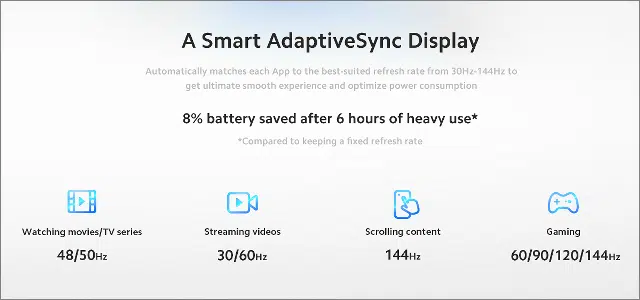 A Smart AdaptiveSync Display
Automatically matches each App to the best-suited refresh rate from 30Hz-144Hz to
get ultimate smooth experience and optimize power consumption
8% battery saved after 6 hours of heavy use*
*Compared to keeping a fixed refresh rate
Watching movies/TV series
48/50Hz
Streaming videos
30/60Hz
Scrolling content
144Hz
Gaming
60/90/120/144Hz